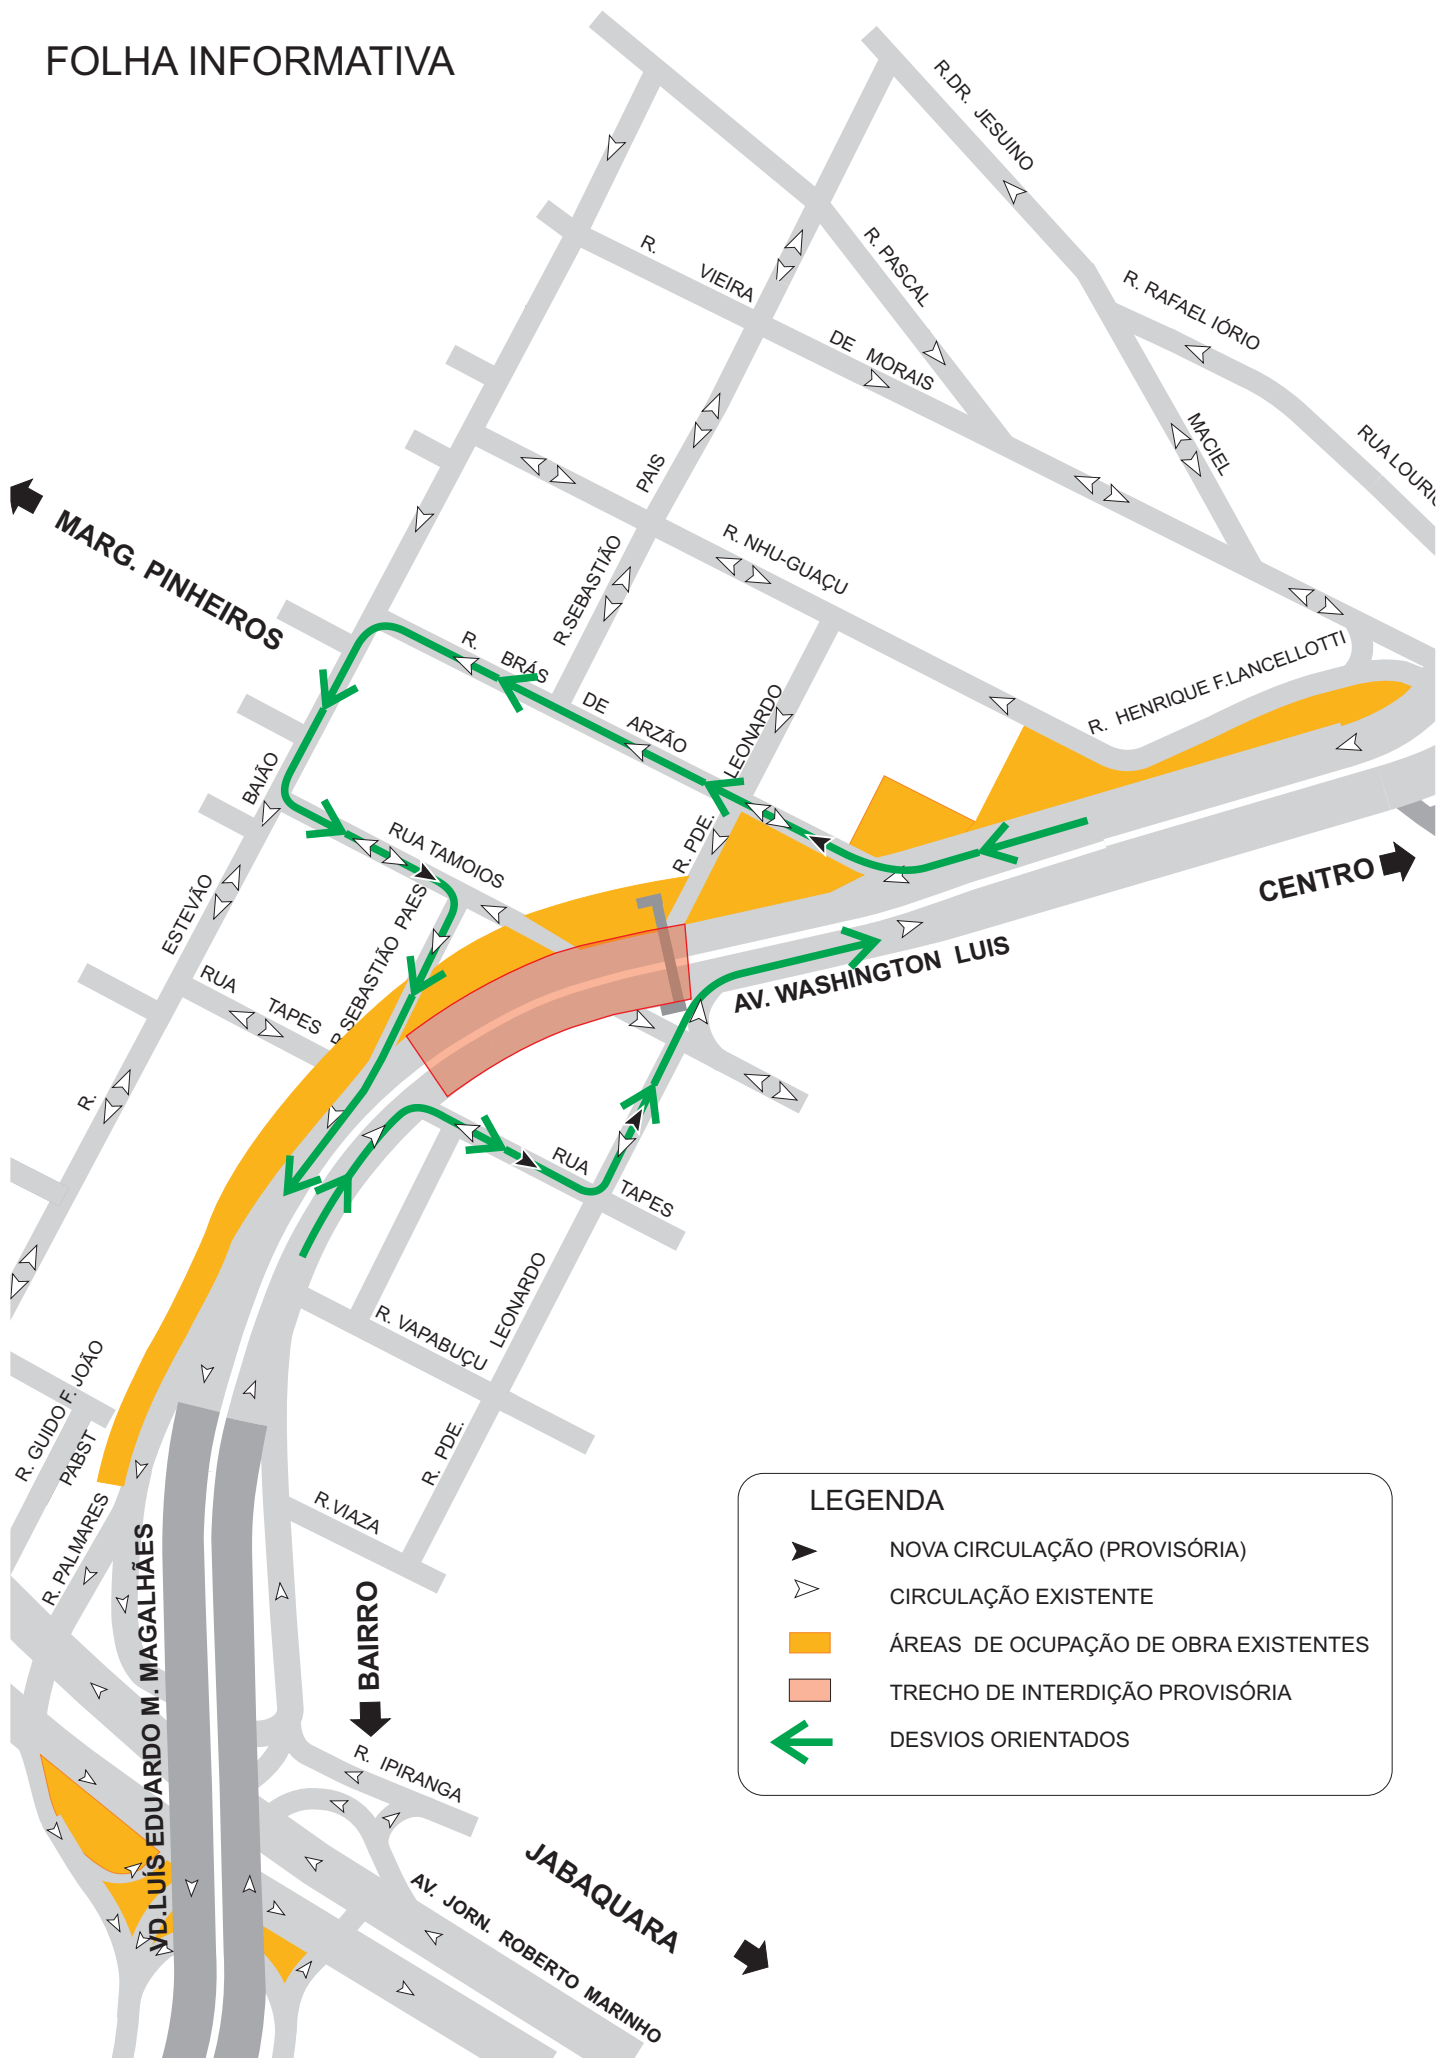 FOLHA INFORMATIVA
R.DR. JESUINO
MACIEL
R. PASCAL
R. RAFAEL IÓRIO
R. VIEIRA DE MORAIS
R.SEBASTIÃO PAIS
R. NHU-GUAÇU
MARG. PINHEIROS
R. HENRIQUE F.LANCELLOTTI
R. BRÁS DE ARZÃO
R. PDE. LEONARDO
R. ESTEVÃO BAIÃO
RUA TAMOIOS
CENTRO
R.SEBASTIÃO PAES
AV. WASHINGTON LUIS
RUA TAPES
RUA TAPES
R. PDE. LEONARDO
R. VAPABUÇU
R. GUIDO F. JOÃO
PABST
R. PALMARES
R.VIAZA
VD.LUÍS EDUARDO M. MAGALHÃES
BAIRRO
R. IPIRANGA
JABAQUARA
AV. JORN. ROBERTO MARINHO
LEGENDA
NOVA CIRCULAÇÃO (PROVISÓRIA)
CIRCULAÇÃO EXISTENTE
ÁREAS DE OCUPAÇÃO DE OBRA EXISTENTES
TRECHO DE INTERDIÇÃO PROVISÓRIA
DESVIOS ORIENTADOS
RUA